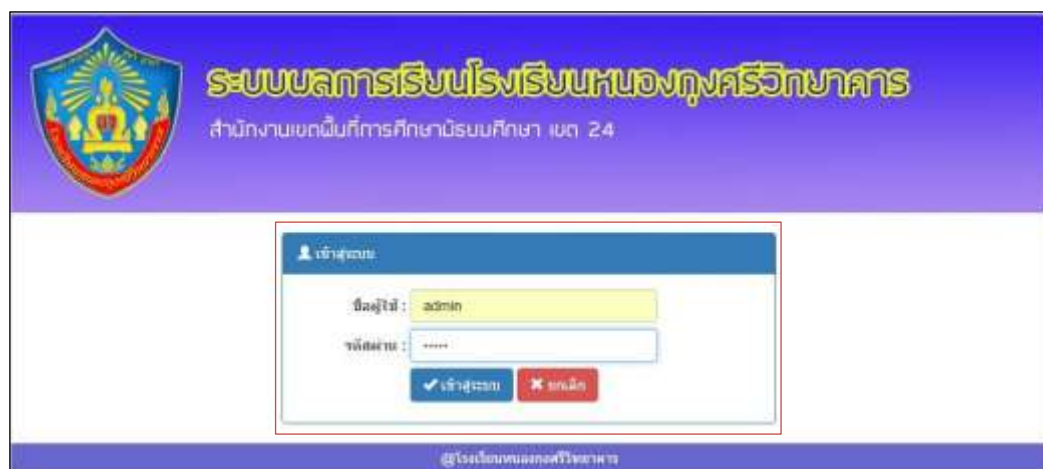 ระบบผลการเรียนโรงเรียนหนองกุงศรีวิทยาคาร
สำนักงานเขตพื้นที่การศึกษามัธยมศึกษา เขต 24
เข้าสู่ระบบ
ชื่อผู้ใช้ : admin
รหัสผ่าน : •••••
เข้าสู่ระบบ ยกเลิก
@โรงเรียนหนองกุงศรีวิทยาคาร